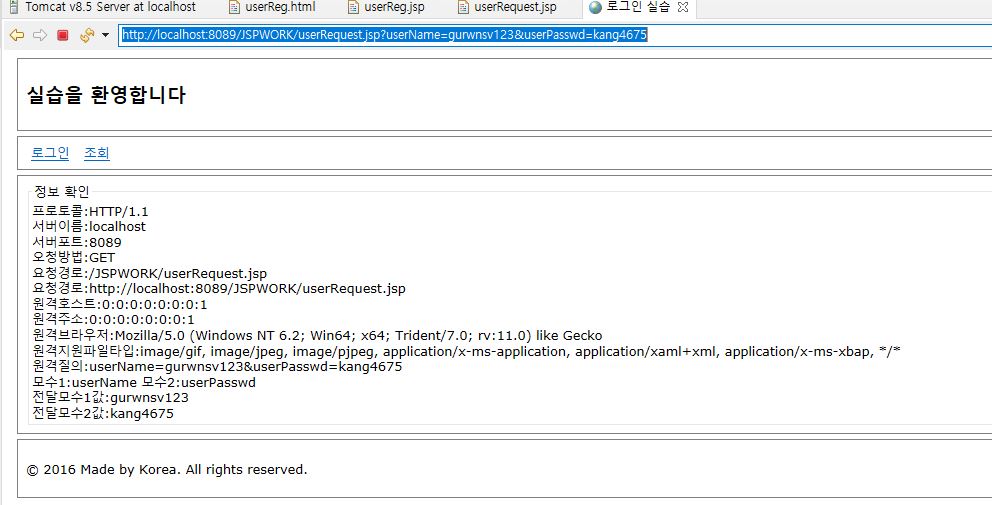 Tomcat v8.5 Server at localhost userReg.html userReg.jsp userRequest.jsp 로그인 실습
http://localhost:8089/JSPWORK/userRequest.jsp?userName=gurwnsv123&userPasswd=kang4675
실습을 환영합니다
로그인 조회
정보 확인
프로토콜:HTTP/1.1
서버이름:localhost
서버포트:8089
요청방법:GET
요청경로:/JSPWORK/userRequest.jsp
요청경로:http://localhost:8089/JSPWORK/userRequest.jsp
원격호스트:0:0:0:0:0:0:0:1
원격주소:0:0:0:0:0:0:0:1
원격브라우저:Mozilla/5.0 (Windows NT 6.2; Win64; x64; Trident/7.0; rv:11.0) like Gecko
원격지원파일타입:image/gif, image/jpeg, image/pjpeg, application/x-ms-application, application/xaml+xml, application/x-ms-xbap, */*
원격질의:userName=gurwnsv123&userPasswd=kang4675
모수1:userName 모수2:userPasswd
전달모수1값:gurwnsv123
전달모수2값:kang4675
© 2016 Made by Korea. All rights reserved.